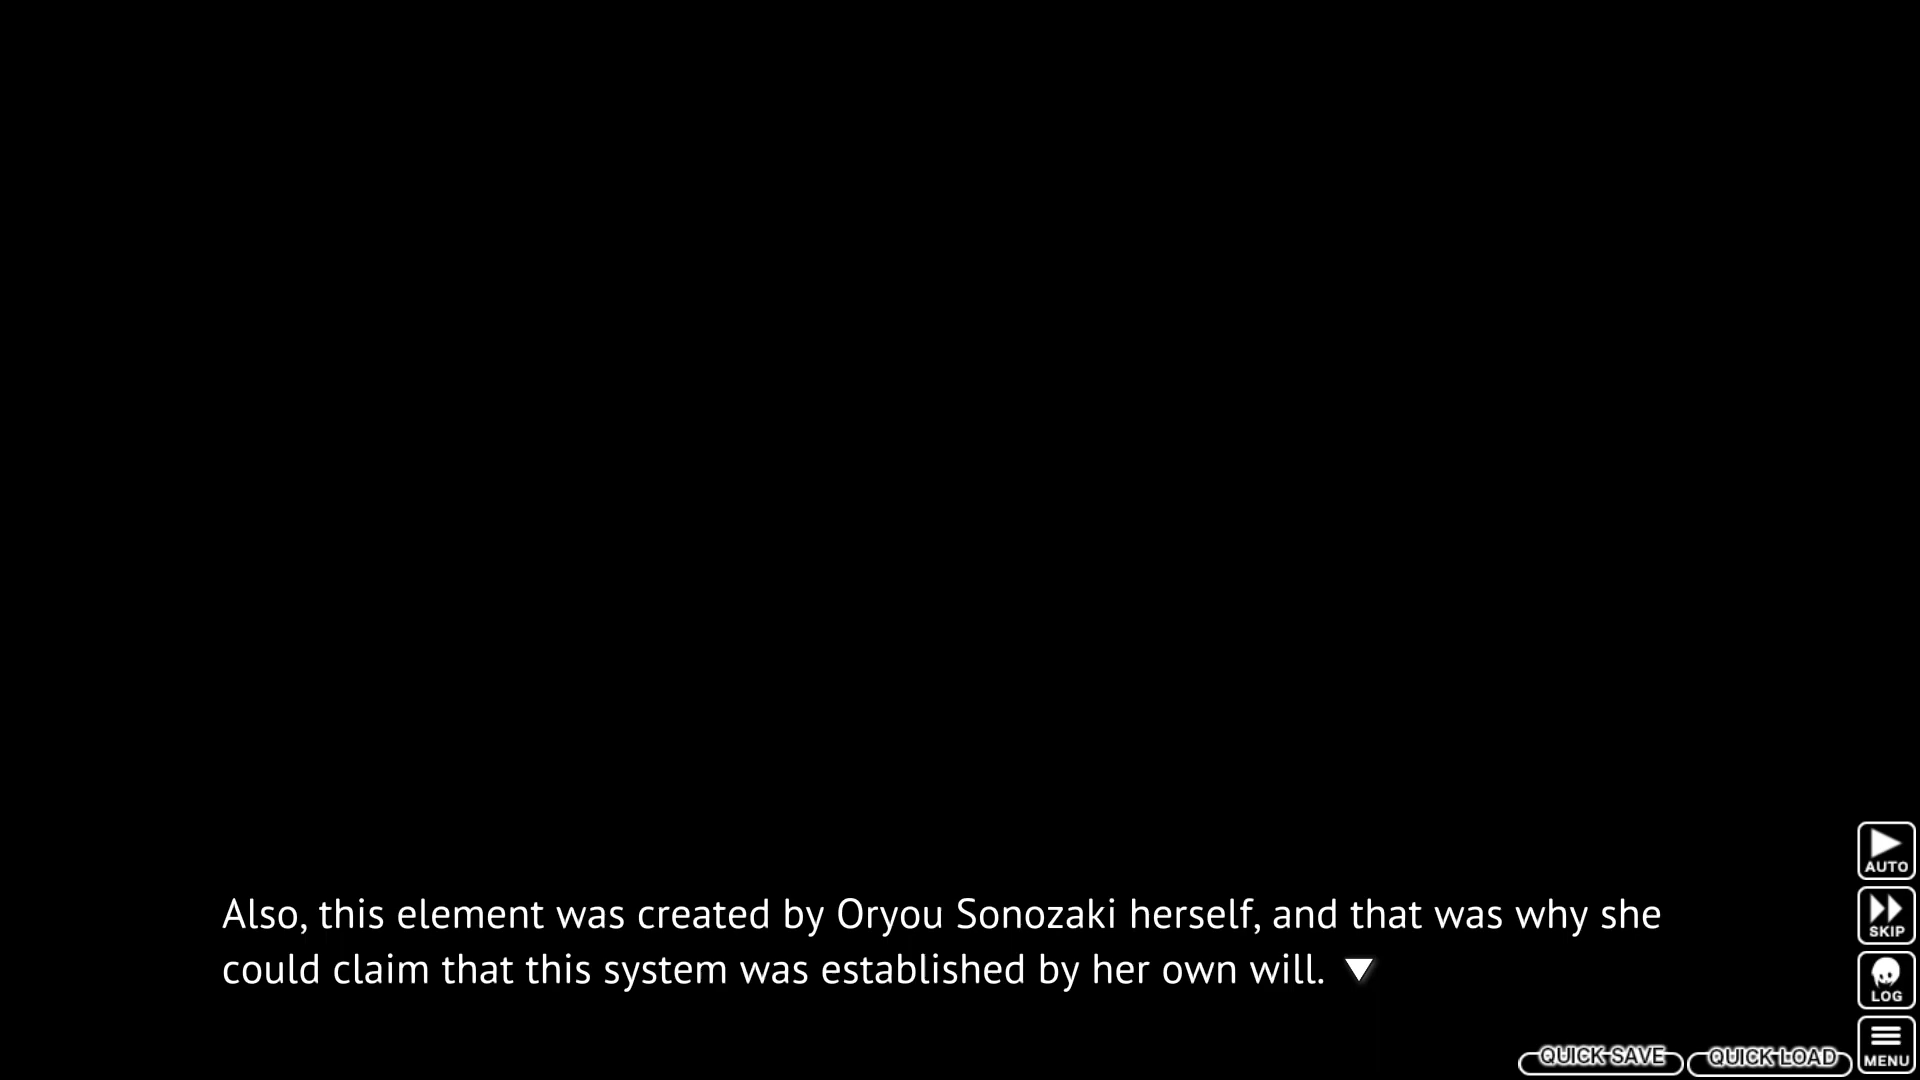 Also, this element was created by Oryou Sonozaki herself, and that was why she
could claim that this system was established by her own will.
AUTO
SKIP
LOG
MENU
QUICK SAVE
QUICK LOAD